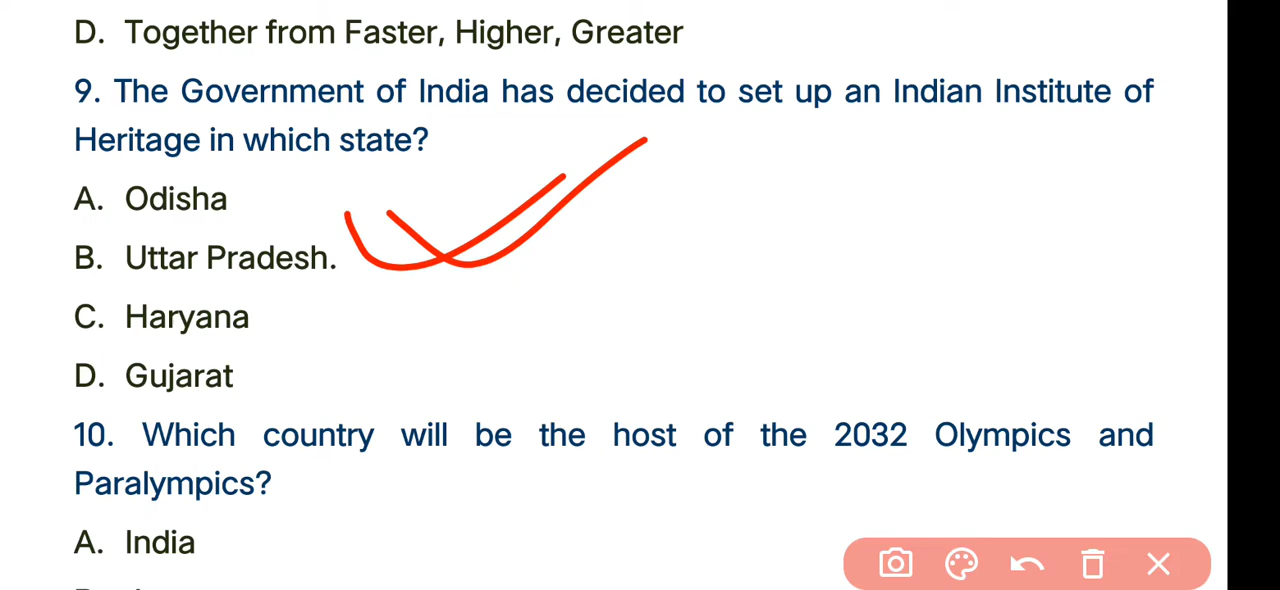 D. Together from Faster, Higher, Greater
9. The Government of India has decided to set up an Indian Institute of
Heritage in which state?
A. Odisha
B. Uttar Pradesh.
C. Haryana
D. Gujarat
10. Which country will be the host of the 2032 Olympics and
Paralympics?
A. India